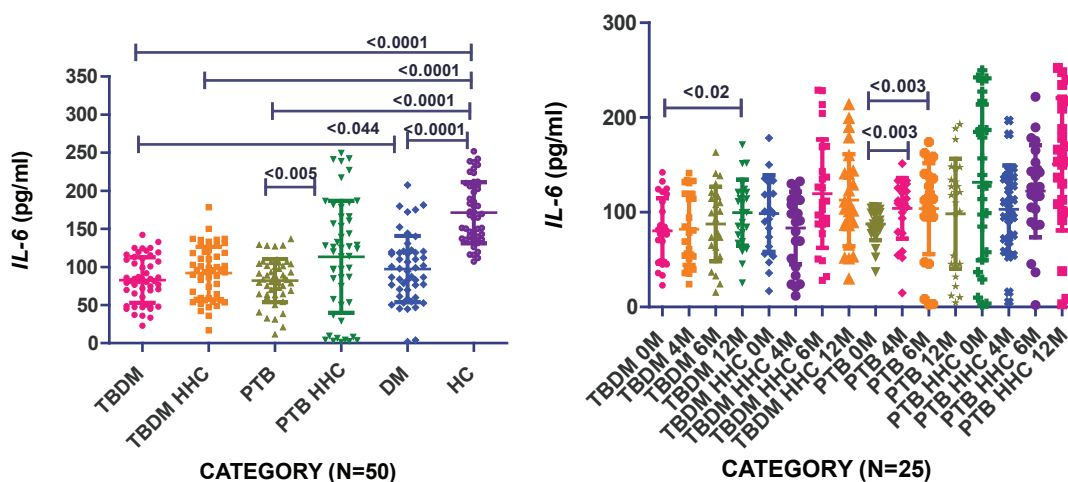 <0.0001
<0.0001
<0.0001
<0.044
<0.0001
<0.005
350
300
250
200
150
100
50
0
IL-6 (pg/ml)
TBDM
TBDM HHC
PTB
PTB HHC
DM
HC
CATEGORY (N=50)
300
200
100
0
IL-6 (pg/ml)
<0.02
<0.003
<0.003
TBDM 0M
TBDM 4M
TBDM 6M
TBDM 12M
TBDM HHC 0M
TBDM HHC 4M
TBDM HHC 6M
TBDM HHC 12M
PTB 0M
PTB 4M
PTB 6M
PTB 12M
PTB HHC 0M
PTB HHC 4M
PTB HHC 6M
PTB HHC 12M
CATEGORY (N=25)